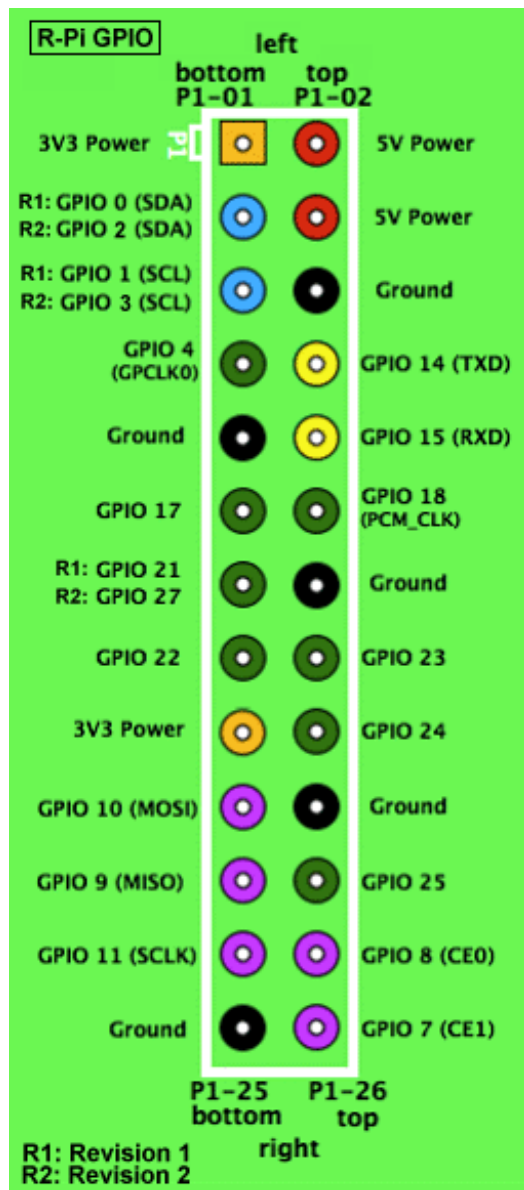 R-Pi GPIO
left
bottom top
P1-01 P1-02
3V3 Power P1 5V Power
R1: GPIO 0 (SDA)
R2: GPIO 2 (SDA)
5V Power
R1: GPIO 1 (SCL)
R2: GPIO 3 (SCL)
Ground
GPIO 4
(GPCLK0)
GPIO 14 (TXD)
Ground GPIO 15 (RXD)
GPIO 17
GPIO 18
(PCM_CLK)
R1: GPIO 21
R2: GPIO 27
Ground
GPIO 22 GPIO 23
3V3 Power GPIO 24
GPIO 10 (MOSI) Ground
GPIO 9 (MISO) GPIO 25
GPIO 11 (SCLK) GPIO 8 (CE0)
Ground GPIO 7 (CE1)
P1-25 P1-26
bottom top
right
R1: Revision 1
R2: Revision 2